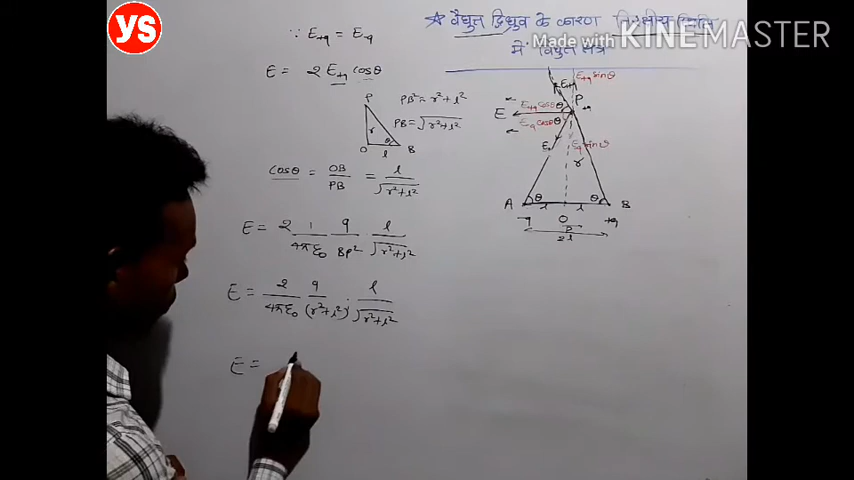 YS
★ वैद्युत द्विध्रुव के कारण निरक्षीय स्थिति
में विद्युत क्षेत्र
Made with KINEMASTER
∵ E+q = E-q
E = 2 E+q cosθ
P
r
θ
O
l
B
PB² = r² + l²
PB = √r² + l²
cosθ = OB/PB = l/√r² + l²
E = 2 1/4πε₀ q/BP² · l/√r² + l²
E = 2/4πε₀ q/(r² + l²) · l/√r² + l²
E =
E+q sinθ
E+q
P
+q
E+q cosθ θ
E
E-q cosθ θ
E-q sinθ
r
A θ θ B
l l
O
+q
P
2l